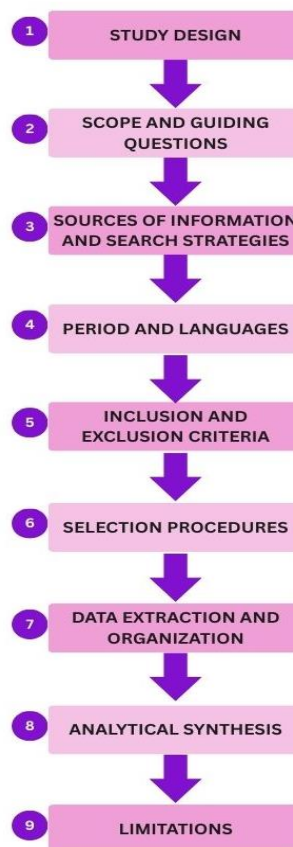 1 STUDY DESIGN
2 SCOPE AND GUIDING
QUESTIONS
3 SOURCES OF INFORMATION
AND SEARCH STRATEGIES
4 PERIOD AND LANGUAGES
5 INCLUSION AND
EXCLUSION CRITERIA
6 SELECTION PROCEDURES
7 DATA EXTRACTION AND
ORGANIZATION
8 ANALYTICAL SYNTHESIS
9 LIMITATIONS